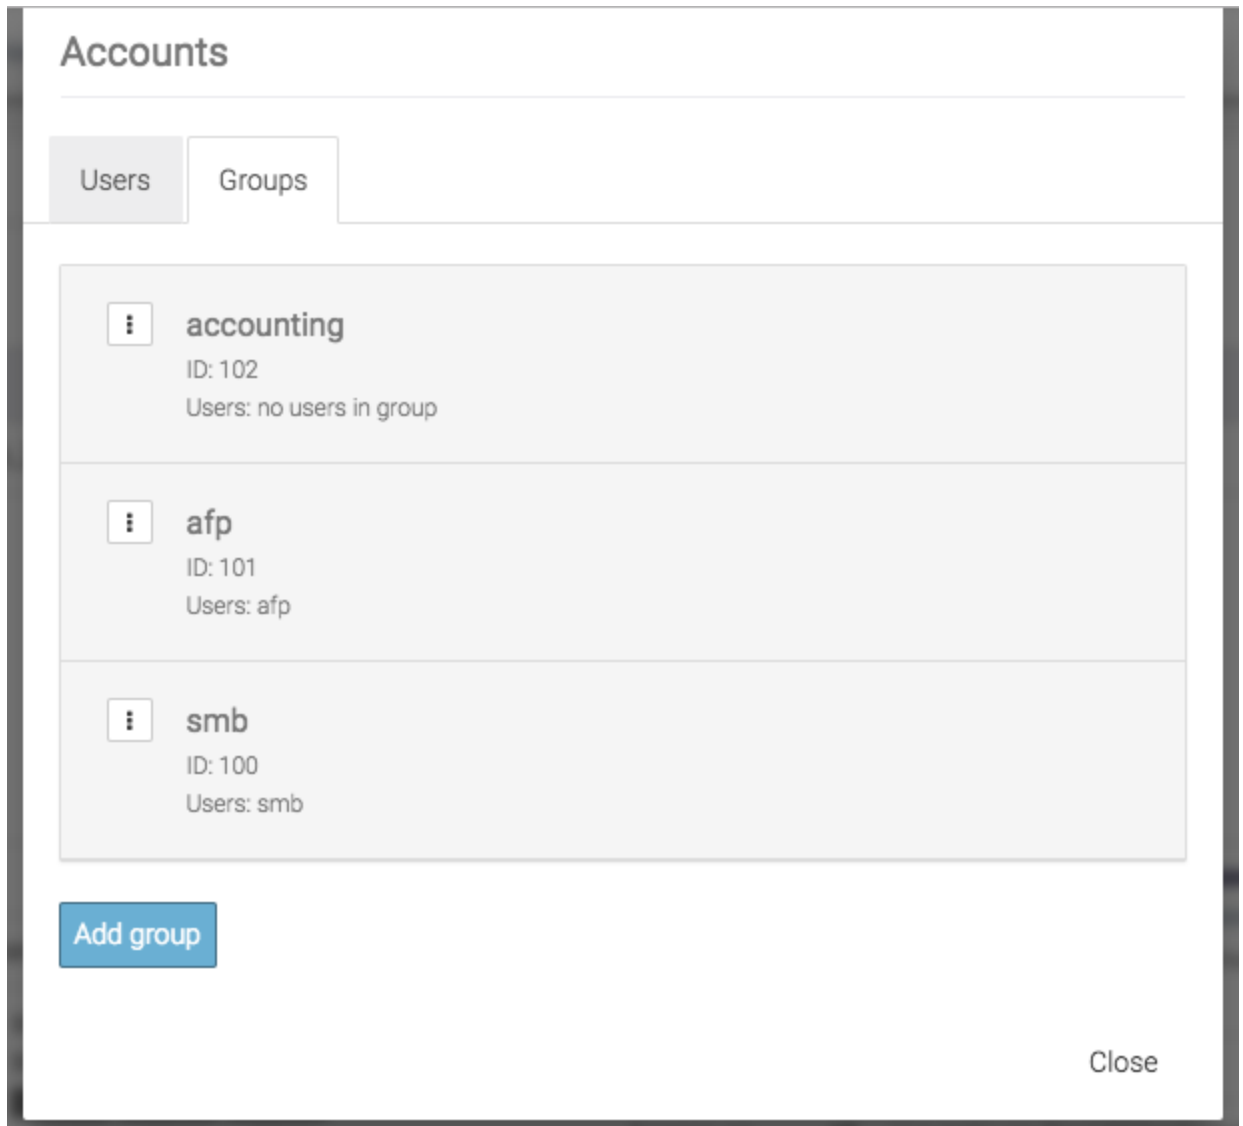 Accounts
Users
Groups
accounting
ID: 102
Users: no users in group
afp
ID: 101
Users: afp
smb
ID: 100
Users: smb
Add group
Close